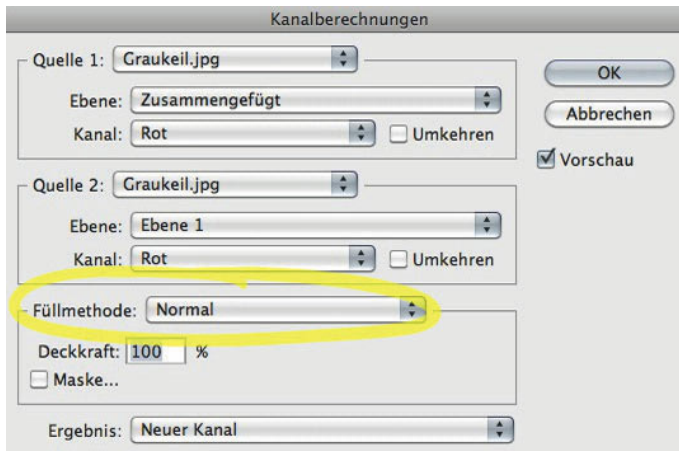 Kanalberechnungen
Quelle 1: Graukeil.jpg
Ebene: Zusammengefügt
Kanal: Rot Umkehren
Quelle 2: Graukeil.jpg
Ebene: Ebene 1
Kanal: Rot Umkehren
Füllmethode: Normal
Deckkraft: 100 %
Maske...
Ergebnis: Neuer Kanal
OK
Abbrechen
Vorschau